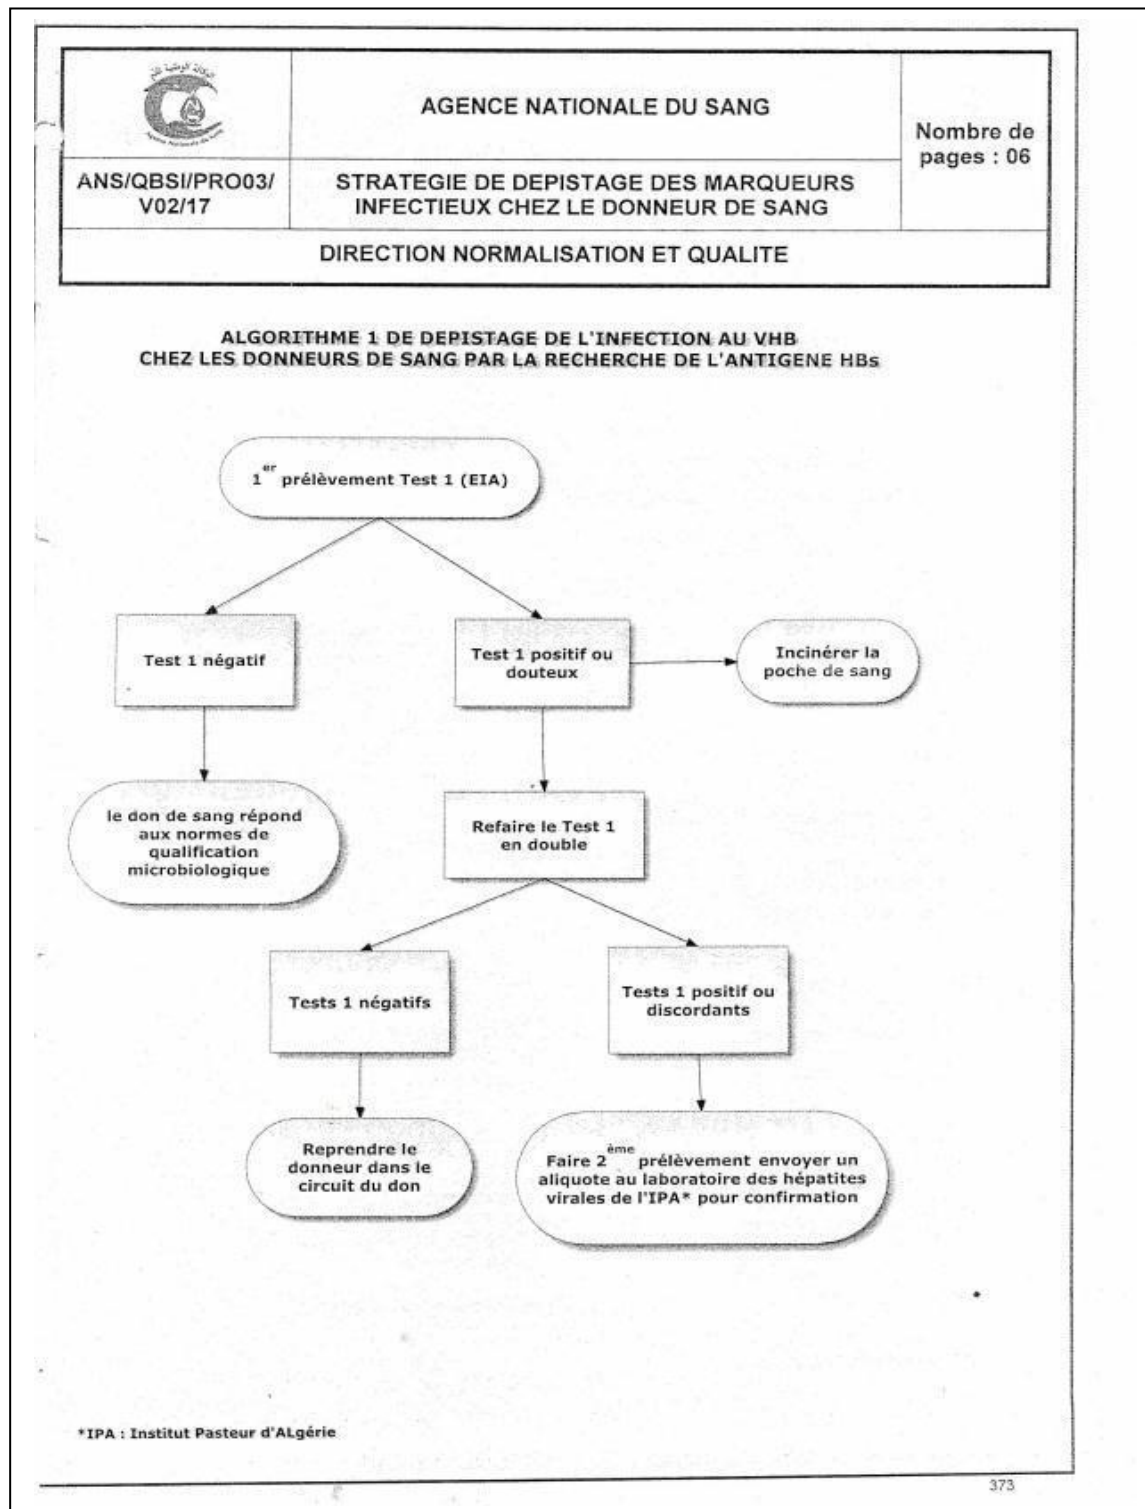 AGENCE NATIONALE DU SANG
Nombre de
pages : 06
ANS/QBSI/PRO03/
V02/17
STRATEGIE DE DEPISTAGE DES MARQUEURS
INFECTIEUX CHEZ LE DONNEUR DE SANG
DIRECTION NORMALISATION ET QUALITE
ALGORITHME 1 DE DEPISTAGE DE L'INFECTION AU VHB
CHEZ LES DONNEURS DE SANG PAR LA RECHERCHE DE L'ANTIGENE HBs
1er prélèvement Test 1 (EIA)
Test 1 négatif
Test 1 positif ou
douteux
Incinérer la
poche de sang
le don de sang répond
aux normes de
qualification
microbiologique
Refaire le Test 1
en double
Tests 1 négatifs
Tests 1 positif ou
discordants
Reprendre le
donneur dans le
circuit du don
Faire 2ème prélèvement envoyer un
aliquote au laboratoire des hépatites
virales de l'IPA* pour confirmation
*IPA : Institut Pasteur d'ALgérie
373